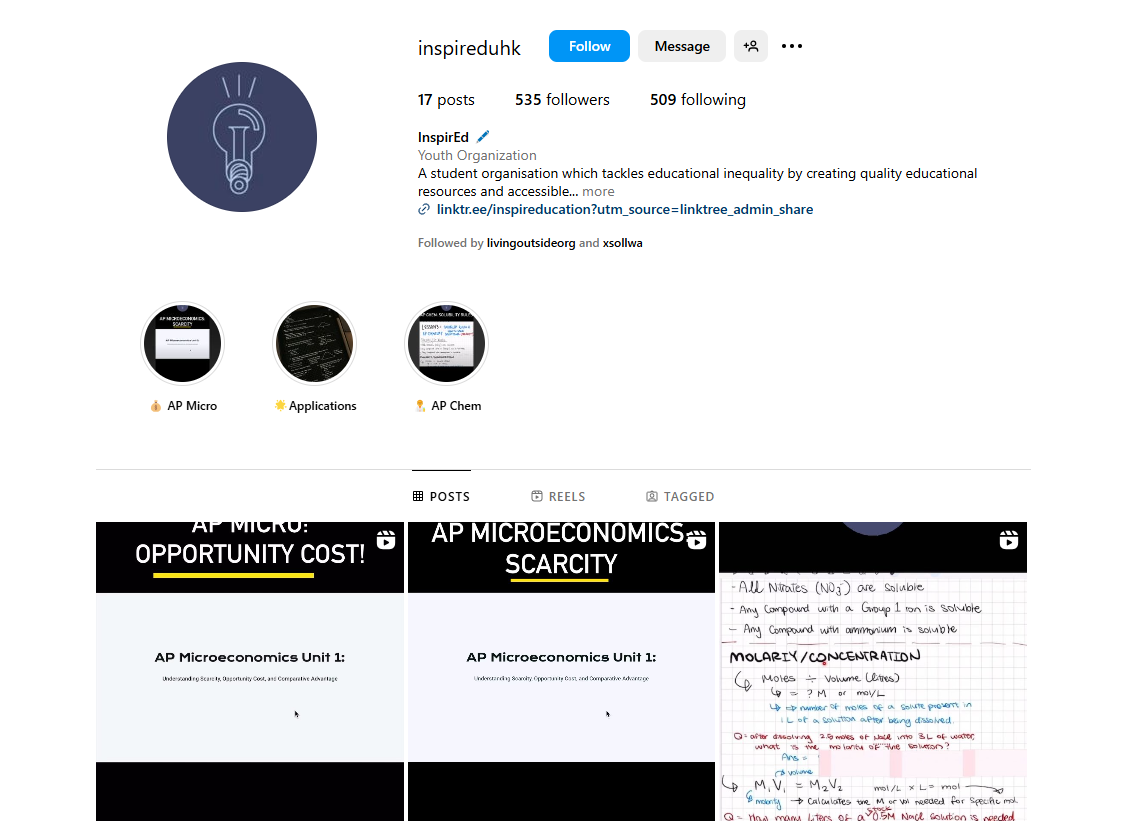 inspireduhk
Follow
Message
17 posts
535 followers
509 following
InspirEd
Youth Organization
A student organisation which tackles educational inequality by creating quality educational
resources and accessible... more
linktr.ee/inspireducation?utm_source=linktree_admin_share
Followed by livingoutsideorg and xsollwa
AP MICROECONOMICS:
SCARCITY
AP CHEM SOLUBILITY RULES
AP Micro
Applications
AP Chem
POSTS
REELS
TAGGED
AP MICRO:
OPPORTUNITY COST!
AP Microeconomics Unit 1:
Understanding Scarcity, Opportunity Cost, and Comparative Advantage
AP MICROECONOMICS
SCARCITY
AP Microeconomics Unit 1:
Understanding Scarcity, Opportunity Cost, and Comparative Advantage
- All Nitrates (NO₃⁻) are soluble
- Any Compound with a Group 1 ion is soluble
- Any Compound with ammonium is soluble
MOLARITY/CONCENTRATION
Moles ÷ Volume (litres)
= ? M or mol/L
number of moles of a solute present in
1L of a solution after being dissolved
Q = after dissolving 2.5 moles of NaCl into 3L of water,
what is the molarity of the solution?
Ans =
volume
M₁V₁ = M₂V₂ mol/L × L = mol
molarity → Calculates the M or Vol needed for specific mol
stock
Q = How many liters of a 0.5M NaCl solution is needed